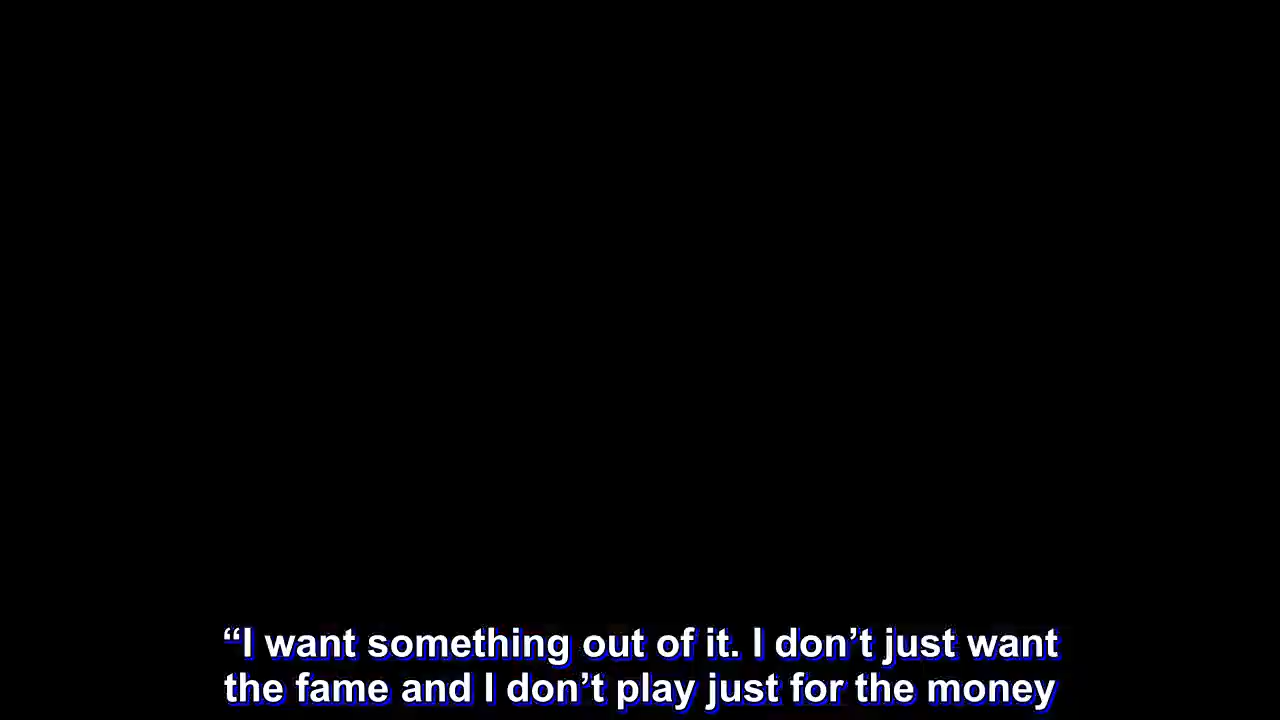 “I want something out of it. I don’t just want
the fame and I don’t play just for the money